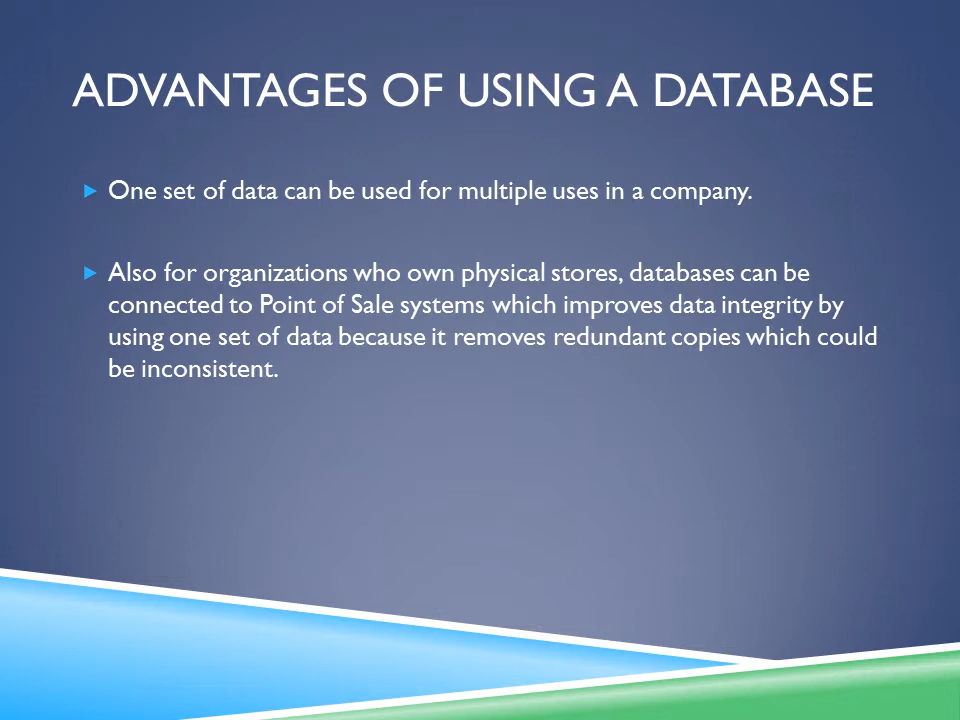 ADVANTAGES OF USING A DATABASE
One set of data can be used for multiple uses in a company.
Also for organizations who own physical stores, databases can be
connected to Point of Sale systems which improves data integrity by
using one set of data because it removes redundant copies which could
be inconsistent.